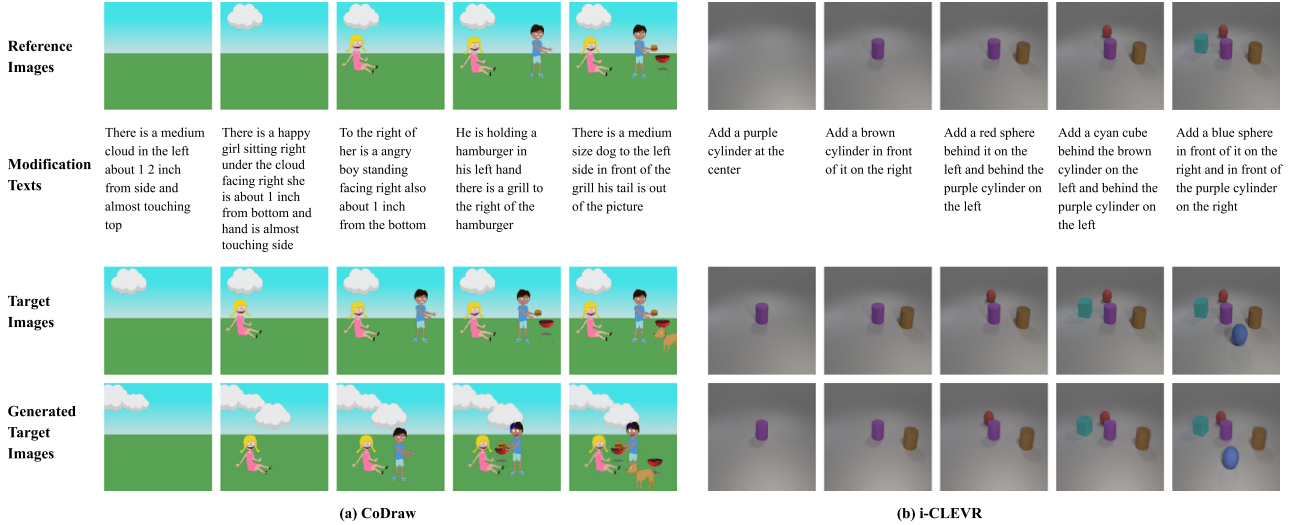 Reference
Images
Modification
Texts
There is a medium
cloud in the left
about 1 2 inch
from side and
almost touching
top
There is a happy
girl sitting right
under the cloud
facing right she
is about 1 inch
from bottom and
hand is almost
touching side
To the right of
her is a angry
boy standing
facing right also
about 1 inch
from the bottom
He is holding a
hamburger in
his left hand
there is a grill to
the right of the
hamburger
There is a medium
size dog to the left
side in front of the
grill his tail is out
of the picture
Add a purple
cylinder at the
center
Add a brown
cylinder in front
of it on the right
Add a red sphere
behind it on the
left and behind the
purple cylinder on
the left
Add a cyan cube
behind the brown
cylinder on the
left and behind the
purple cylinder on
the left
Add a blue sphere
in front of it on the
right and in front of
the purple cylinder
on the right
Target
Images
Generated
Target
Images
(a) CoDraw
(b) i-CLEVR